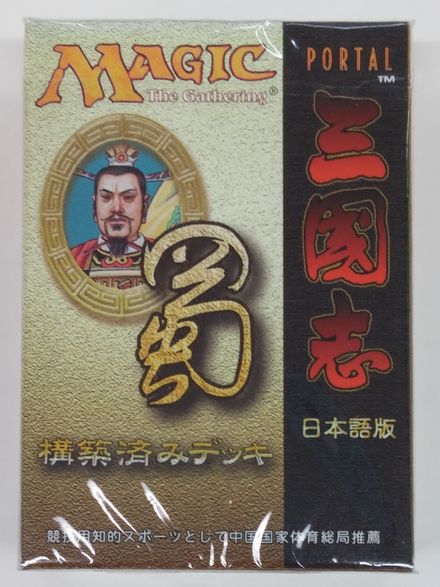 MAGIC
The Gathering®
PORTAL
™
三國志
蜀
日本語版
構築済みデッキ
競技用知的スポーツとして中国国家体育総局推薦